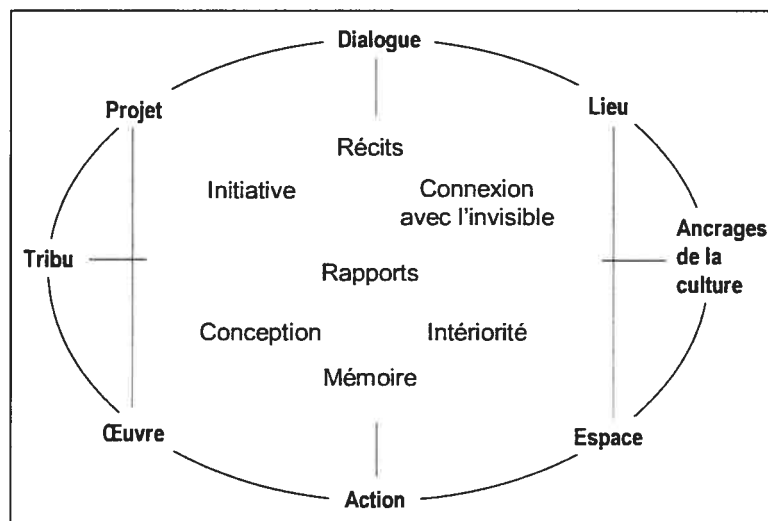 Dialogue
Projet
Lieu
Récits
Initiative
Connexion
avec l'invisible
Tribu
Ancrages
de la
culture
Rapports
Conception
Intériorité
Mémoire
Œuvre
Espace
Action